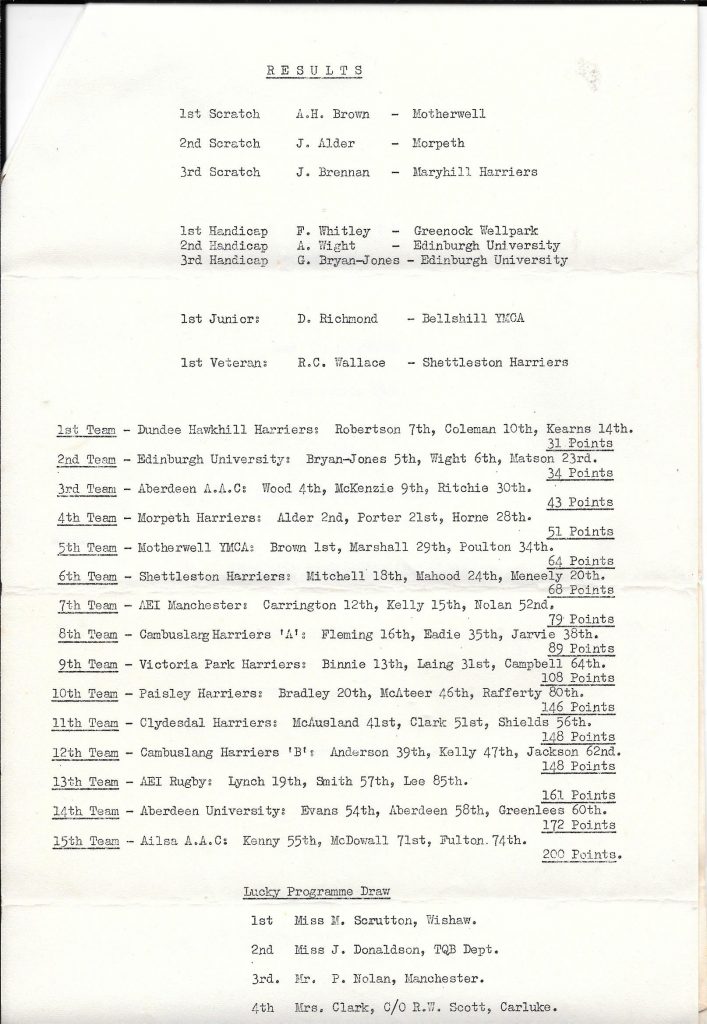 RESULTS
1st Scratch A.H. Brown - Motherwell
2nd Scratch J. Alder - Morpeth
3rd Scratch J. Brennan - Maryhill Harriers
1st Handicap F. Whitley - Greenock Wellpark
2nd Handicap A. Wight - Edinburgh University
3rd Handicap G. Bryan-Jones - Edinburgh University
1st Junior: D. Richmond - Bellshill YMCA
1st Veteran: R.C. Wallace - Shettleston Harriers
1st Team - Dundee Hawkhill Harriers: Robertson 7th, Coleman 10th, Kearns 14th.
31 Points
2nd Team - Edinburgh University: Bryan-Jones 5th, Wight 6th, Matson 23rd.
34 Points
3rd Team - Aberdeen A.A.C: Wood 4th, McKenzie 9th, Ritchie 30th.
43 Points
4th Team - Morpeth Harriers: Alder 2nd, Porter 21st, Horne 28th.
51 Points
5th Team - Motherwell YMCA: Brown 1st, Marshall 29th, Poulton 34th.
64 Points
6th Team - Shettleston Harriers: Mitchell 18th, Mahood 24th, Meneely 20th.
68 Points
7th Team - AEI Manchester: Carrington 12th, Kelly 15th, Nolan 52nd.
79 Points
8th Team - Cambuslarg Harriers 'A': Fleming 16th, Eadie 35th, Jarvie 38th.
89 Points
9th Team - Victoria Park Harriers: Binnie 13th, Laing 31st, Campbell 64th.
108 Points
10th Team - Paisley Harriers: Bradley 20th, McAteer 46th, Rafferty 80th.
146 Points
11th Team - Clydesdal Harriers: McAusland 41st, Clark 51st, Shields 56th.
148 Points
12th Team - Cambuslang Harriers 'B': Anderson 39th, Kelly 47th, Jackson 62nd.
148 Points
13th Team - AEI Rugby: Lynch 19th, Smith 57th, Lee 85th.
161 Points
14th Team - Aberdeen University: Evans 54th, Aberdeen 58th, Greenlees 60th.
172 Points
15th Team - Ailsa A.A.C: Kenny 55th, McDowall 71st, Fulton.74th.
200 Points.
Lucky Programme Draw
1st Miss M. Scrutton, Wishaw.
2nd Miss J. Donaldson, TQB Dept.
3rd. Mr. P. Nolan, Manchester.
4th Mrs. Clark, C/O R.W. Scott, Carluke.